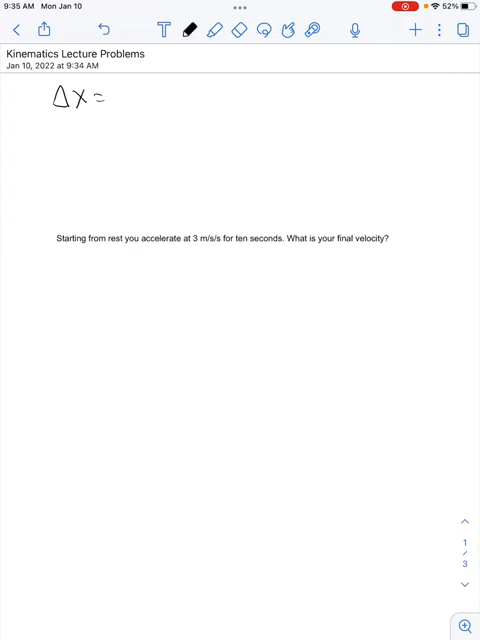 9:35 AM Mon Jan 10
52%
Kinematics Lecture Problems
Jan 10, 2022 at 9:34 AM
Δx =
Starting from rest you accelerate at 3 m/s/s for ten seconds. What is your final velocity?
1
/
3